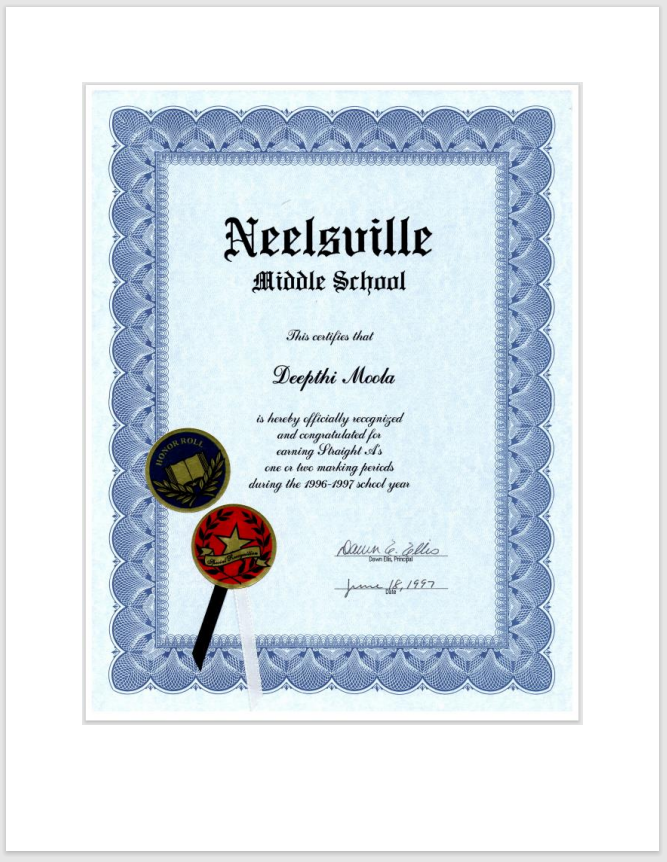 Neelsville
Middle School
This certifies that
Deepthi Moola
is hereby officially recognized
and congratulated for
earning Straight A's
one or two marking periods
during the 1996-1997 school year
HONOR ROLL
Dawn E. Ellis
Dawn Ellis, Principal
June 18, 1997
Date